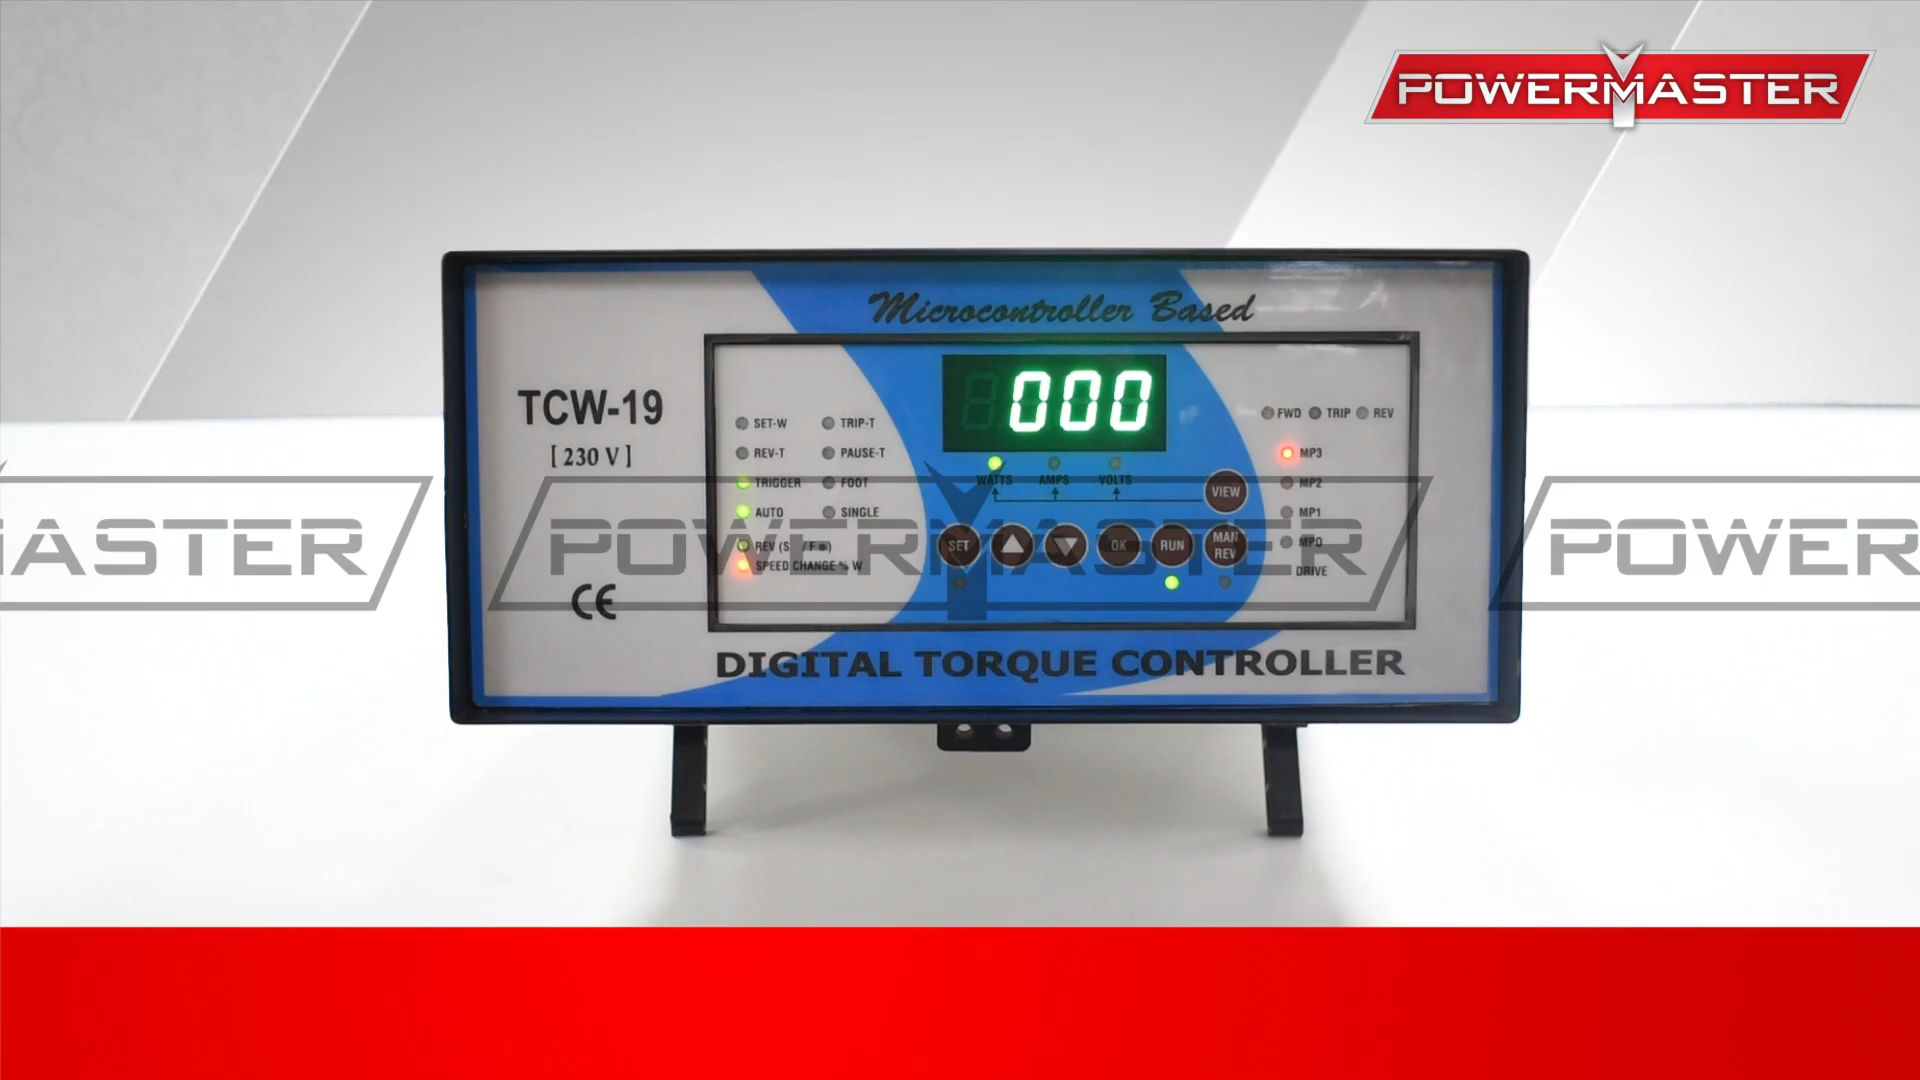 POWERMASTER
Microcontroller Based
TCW-19
[ 230 V ]
000
SET-W
TRIP-T
REV-T
PAUSE-T
TRIGGER
FOOT
AUTO
SINGLE
REV (S
SPEED CHANGE % W
WATTS AMPS VOLTS
VIEW
SET
OK
RUN
MAN
REV
FWD TRIP REV
MP3
MP2
MP1
MP0
DRIVE
CE
DIGITAL TORQUE CONTROLLER
ASTER
POWERMASTER
POWER